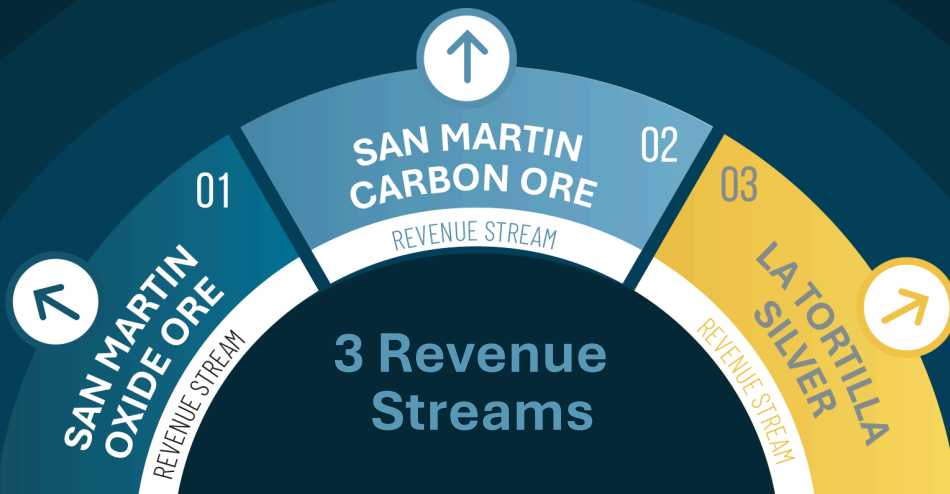 01
SAN MARTIN
OXIDE ORE
REVENUE STREAM
02
SAN MARTIN
CARBON ORE
REVENUE STREAM
03
LA TORTILLA
SILVER
REVENUE STREAM
3 Revenue
Streams